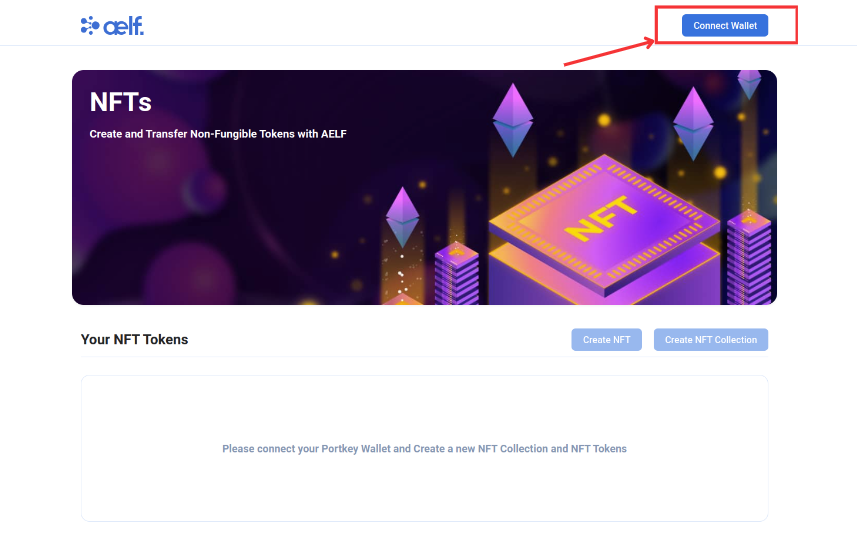 aelf.
Connect Wallet
NFTs
Create and Transfer Non-Fungible Tokens with AELF
NFT
Your NFT Tokens
Create NFT
Create NFT Collection
Please connect your Portkey Wallet and Create a new NFT Collection and NFT Tokens